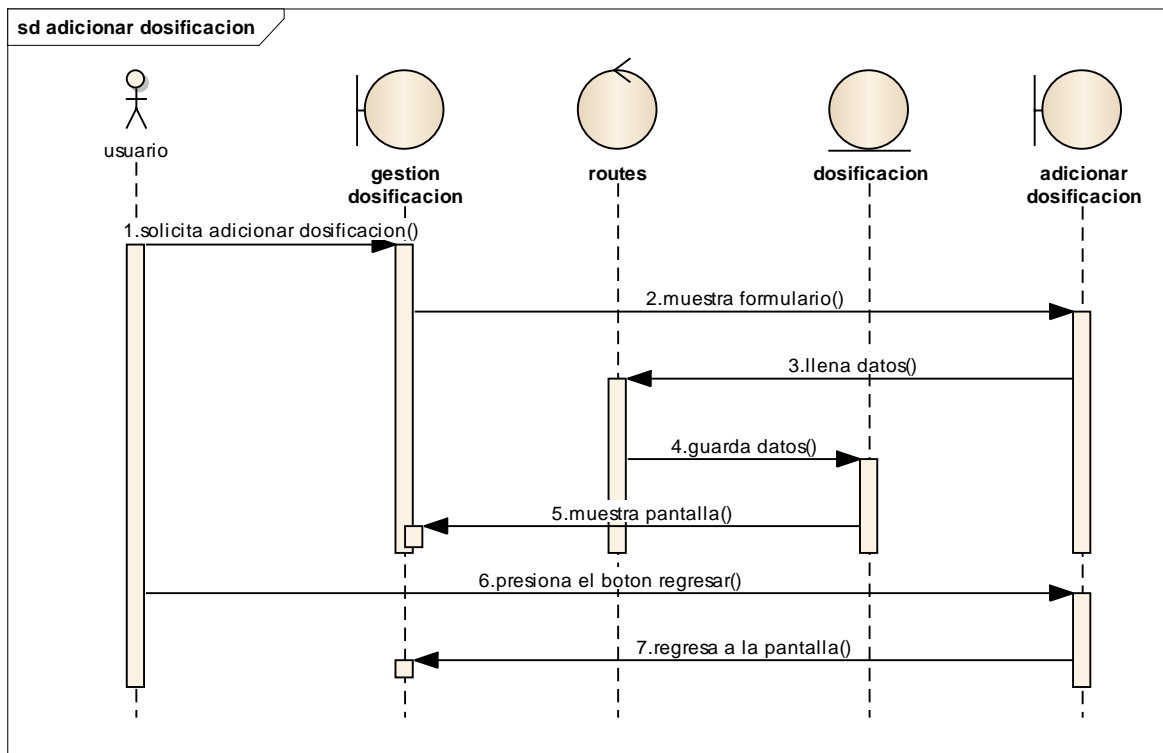 sd adicionar dosificacion
usuario
gestion
dosificacion
routes
dosificacion
adicionar
dosificacion
1.solicita adicionar dosificacion()
2.muestra formulario()
3.llena datos()
4.guarda datos()
5.muestra pantalla()
6.presiona el boton regresar()
7.regresa a la pantalla()